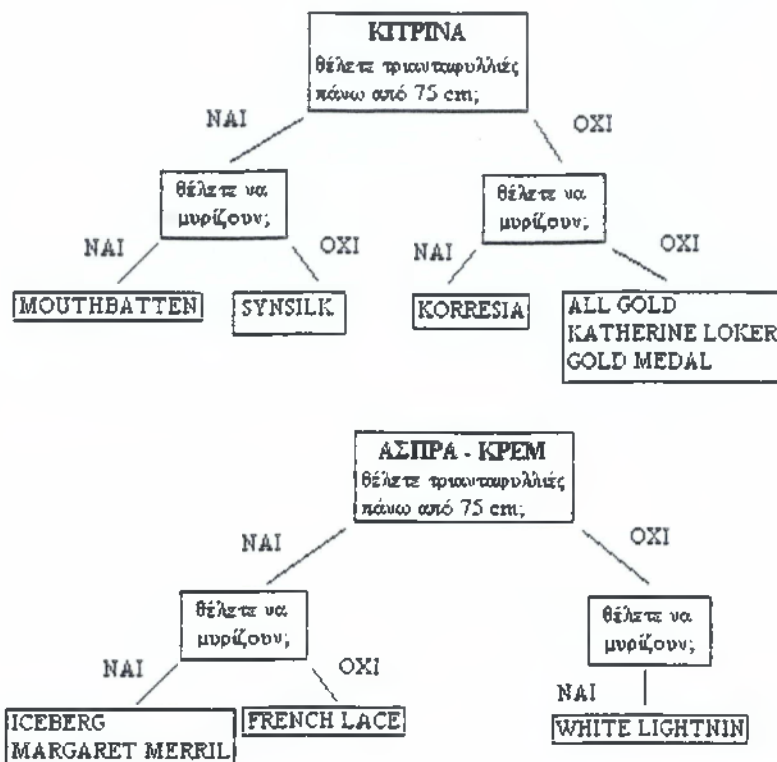 ΚΙΤΡΙΝΑ
θέλετε τριανταφυλλιές
πάνω από 75 cm;
ΝΑΙ
ΟΧΙ
θέλετε να
μυρίζουν;
θέλετε να
μυρίζουν;
ΝΑΙ
ΟΧΙ
ΝΑΙ
ΟΧΙ
MOUTHBATTEN
SYNSILK
KORRESIA
ALL GOLD
KATHERINE LOKER
GOLD MEDAL
ΑΣΠΡΑ - ΚΡΕΜ
θέλετε τριανταφυλλιές
πάνω από 75 cm;
ΝΑΙ
ΟΧΙ
θέλετε να
μυρίζουν;
θέλετε να
μυρίζουν;
ΝΑΙ
ΟΧΙ
ΝΑΙ
ICEBERG
MARGARET MERRIL
FRENCH LACE
WHITE LIGHTNIN